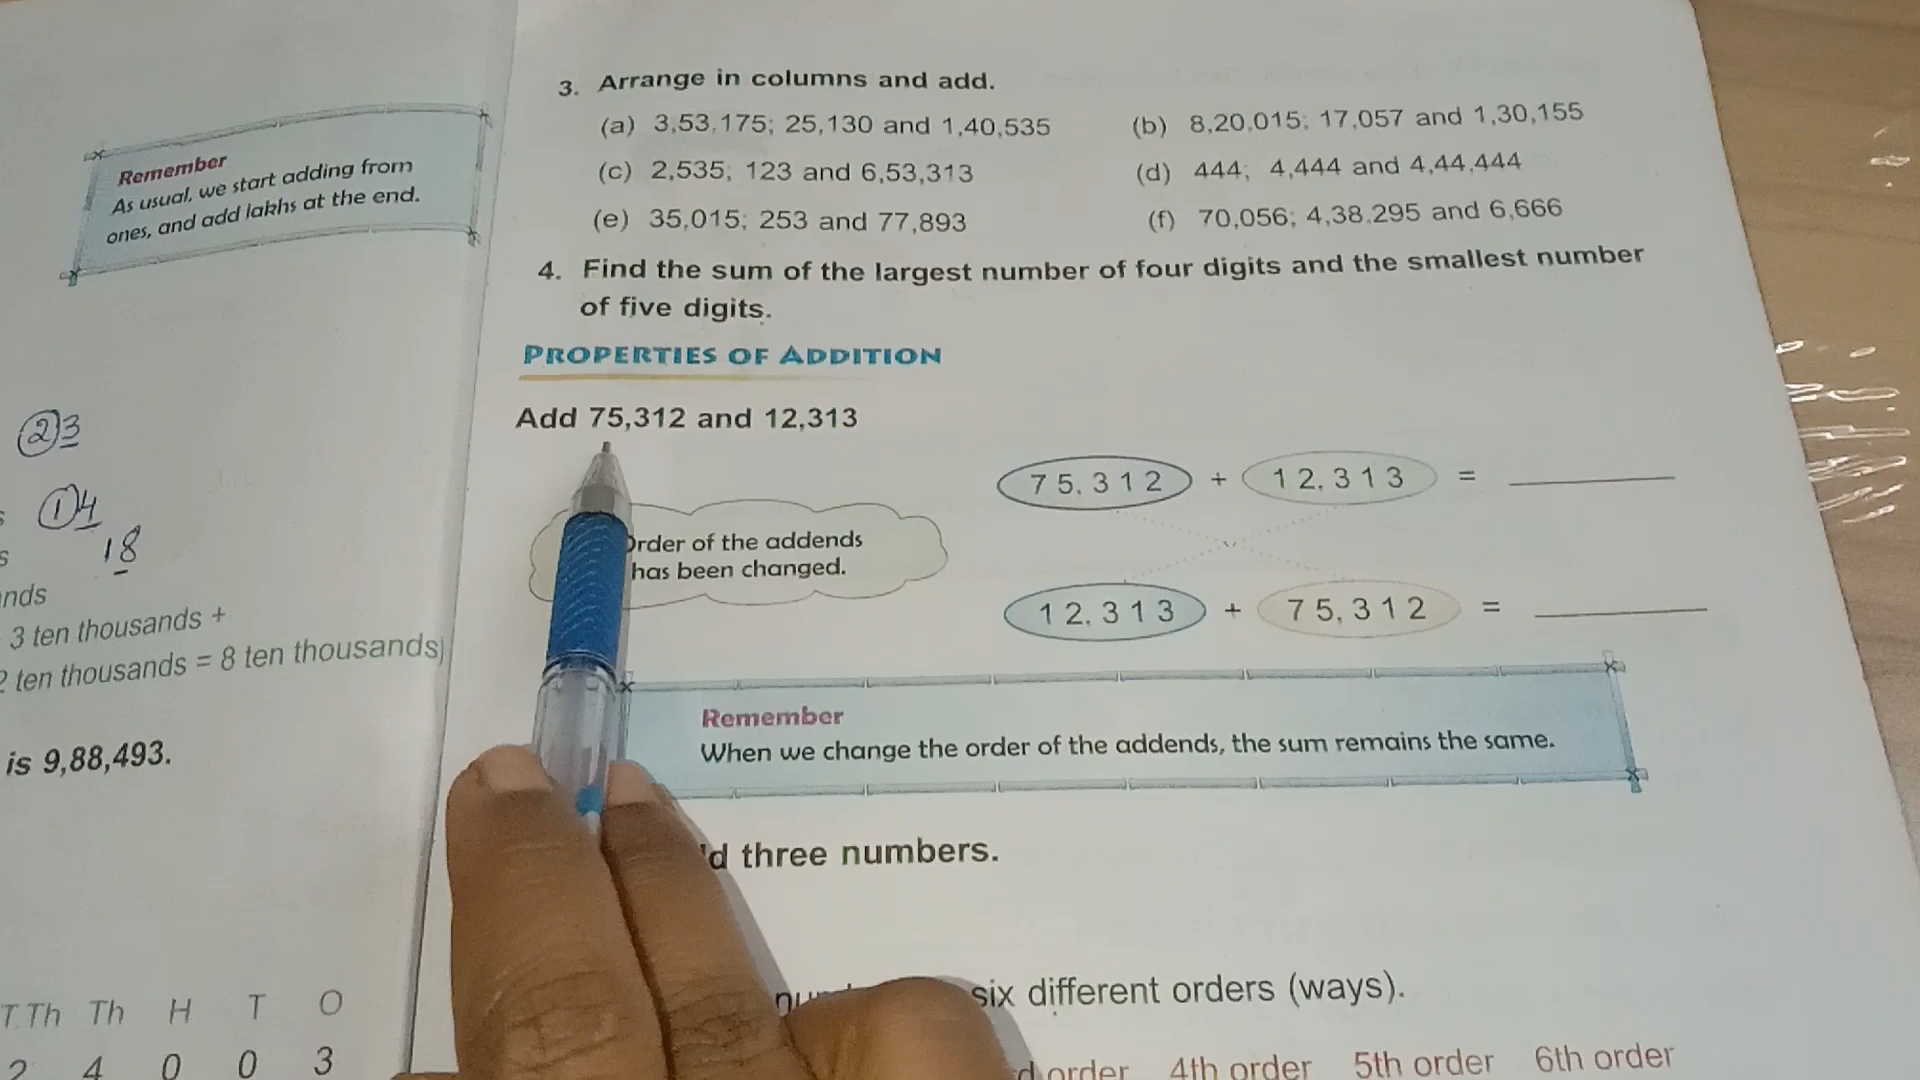 Remember
As usual, we start adding from
ones, and add lakhs at the end.
②3
①4
18
3 ten thousands +
ten thousands = 8 ten thousands
is 9,88,493.
T.Th Th H T O
2 4 0 0 3
3. Arrange in columns and add.
(a) 3,53,175; 25,130 and 1,40,535 (b) 8,20,015; 17,057 and 1,30,155
(c) 2,535; 123 and 6,53,313 (d) 444; 4,444 and 4,44,444
(e) 35,015; 253 and 77,893 (f) 70,056; 4,38,295 and 6,666
4. Find the sum of the largest number of four digits and the smallest number
of five digits.
PROPERTIES OF ADDITION
Add 75,312 and 12,313
75,312 + 12,313 = ______
Order of the addends
has been changed.
12,313 + 75,312 = ______
Remember
When we change the order of the addends, the sum remains the same.
three numbers.
six different orders (ways).
order 4th order 5th order 6th order